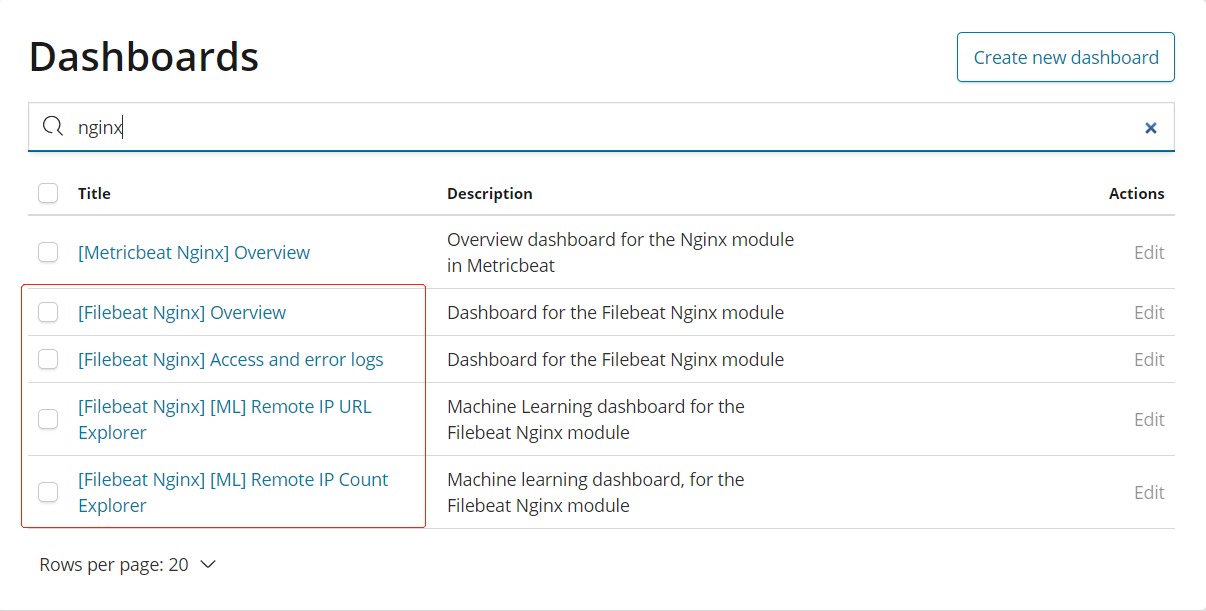 Dashboards
Create new dashboard
nginx
Title Description Actions
[Metricbeat Nginx] Overview
Overview dashboard for the Nginx module
in Metricbeat
Edit
[Filebeat Nginx] Overview Dashboard for the Filebeat Nginx module Edit
[Filebeat Nginx] Access and error logs Dashboard for the Filebeat Nginx module Edit
[Filebeat Nginx] [ML] Remote IP URL
Explorer
Machine Learning dashboard for the
Filebeat Nginx module
Edit
[Filebeat Nginx] [ML] Remote IP Count
Explorer
Machine learning dashboard, for the
Filebeat Nginx module
Edit
Rows per page: 20